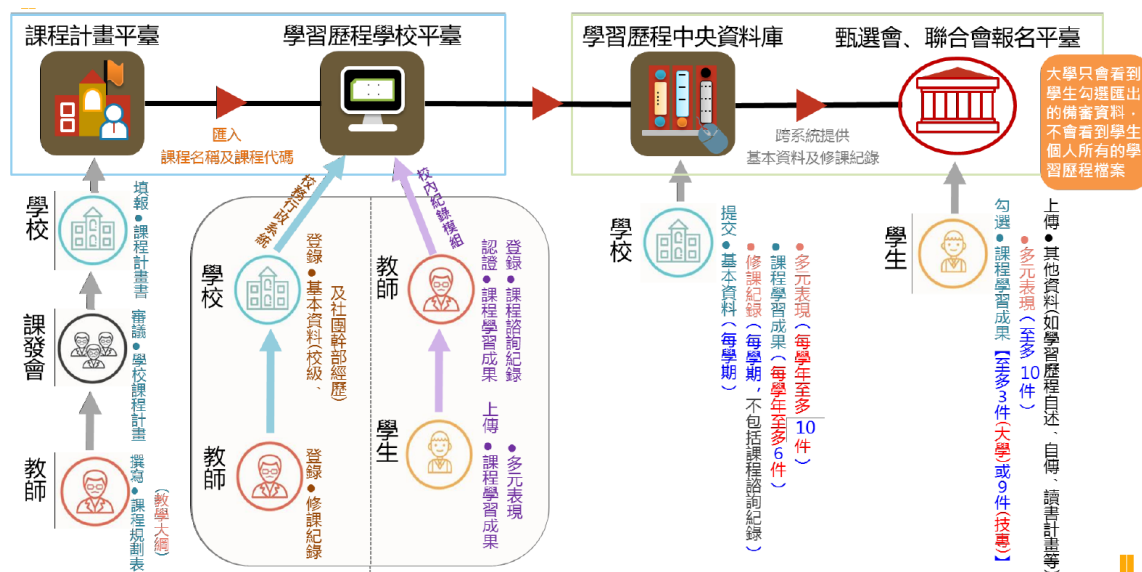 課程計畫平臺
學習歷程學校平臺
學習歷程中央資料庫
甄選會、聯合會報名平臺
大學只會看到
學生勾選匯出
的備審資料，
不會看到學生
個人所有的學
習歷程檔案
匯入
課程名稱及課程代碼
跨系統提供
基本資料及修課紀錄
學校
填報●課程計畫書
課發會
審議●學校課程計畫
教師
撰寫●課程規劃表
（教學大綱）
校務行政系統
學校
登錄●基本資料（校級、
及社團幹部經歷）
教師
登錄●修課紀錄
校內紀錄模組
教師
登錄●課程諮詢紀錄
認證●課程學習成果
學生
上傳●課程學習成果
●多元表現
學校
提交●基本資料（每學期）
●修課紀錄（每學期，不包括課程諮詢紀錄）
●課程學習成果（每學年至多6件）
●多元表現（每學年至多10件）
學生
勾選●課程學習成果【至多3件(大學)或9件(技專)】
●多元表現（至多10件）
上傳●其他資料(如學習歷程自述、自傳、讀書計畫等)